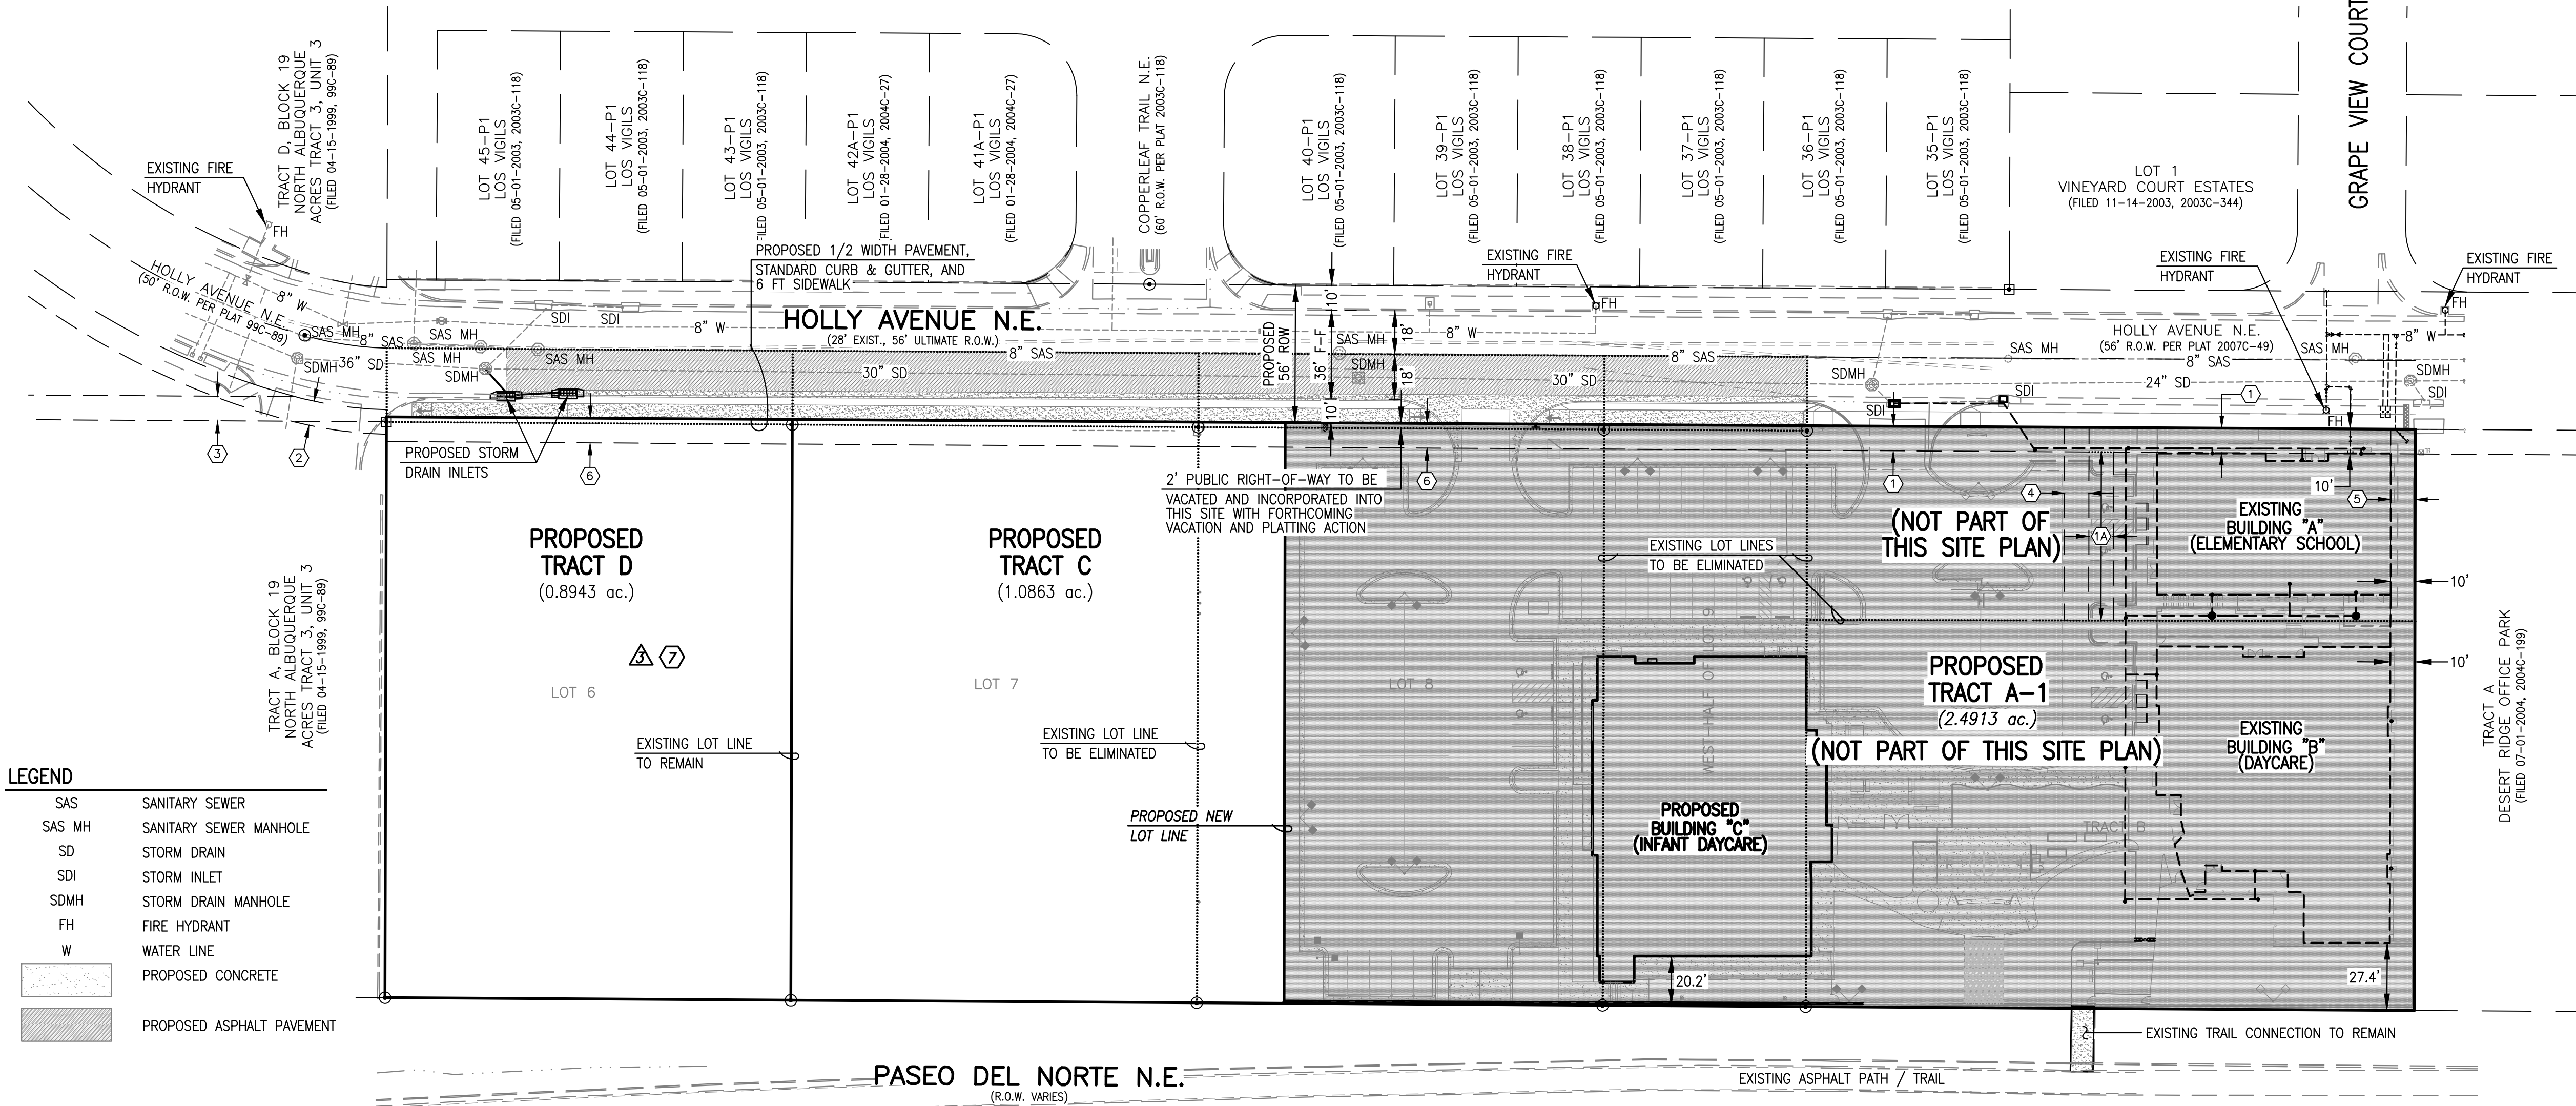 TRACT D, BLOCK 19
NORTH ALBUQUERQUE
ACRES TRACT 3, UNIT 3
(FILED 04-15-1999, 99C-89)
EXISTING FIRE
HYDRANT
FH
LOT 45-P1
LOS VIGILS
(FILED 05-01-2003, 2003C-118)
LOT 44-P1
LOS VIGILS
(FILED 05-01-2003, 2003C-118)
LOT 43-P1
LOS VIGILS
(FILED 05-01-2003, 2003C-118)
LOT 42A-P1
LOS VIGILS
(FILED 01-28-2004, 2004C-27)
LOT 41A-P1
LOS VIGILS
(FILED 01-28-2004, 2004C-27)
COPPERLEAF TRAIL N.E.
(60' R.O.W. PER PLAT 2003C-118)
LOT 40-P1
LOS VIGILS
(FILED 05-01-2003, 2003C-118)
LOT 39-P1
LOS VIGILS
(FILED 05-01-2003, 2003C-118)
LOT 38-P1
LOS VIGILS
(FILED 05-01-2003, 2003C-118)
LOT 37-P1
LOS VIGILS
(FILED 05-01-2003, 2003C-118)
LOT 36-P1
LOS VIGILS
(FILED 05-01-2003, 2003C-118)
LOT 35-P1
LOS VIGILS
(FILED 05-01-2003, 2003C-118)
LOT 1
VINEYARD COURT ESTATES
(FILED 11-14-2003, 2003C-344)
GRAPE VIEW COURT
PROPOSED 1/2 WIDTH PAVEMENT,
STANDARD CURB & GUTTER, AND
6 FT SIDEWALK
EXISTING FIRE
HYDRANT
FH
EXISTING FIRE
HYDRANT
FH
EXISTING FIRE
HYDRANT
FH
HOLLY AVENUE N.E.
(50' R.O.W. PER PLAT 99C-89)
8" W
SAS MH
8" SAS
SAS MH
SAS MH
SAS MH
SDMH
36" SD
SDMH
SDI
SDI
8" W
HOLLY AVENUE N.E.
(28' EXIST., 56' ULTIMATE R.O.W.)
8" SAS
30" SD
PROPOSED
56' ROW
10'
36' F-F
10'
18'
18'
SAS MH
SDMH
8" W
8" SAS
30" SD
HOLLY AVENUE N.E.
(56' R.O.W. PER PLAT 2007C-49)
SAS MH
8" SAS
SAS MH
8" W
SDMH
24" SD
SDI
SDI
SDMH
SDI
3
2
6
6
1
1
PROPOSED STORM
DRAIN INLETS
2' PUBLIC RIGHT-OF-WAY TO BE
VACATED AND INCORPORATED INTO
THIS SITE WITH FORTHCOMING
VACATION AND PLATTING ACTION
PROPOSED
TRACT D
(0.8943 ac.)
3
7
LOT 6
PROPOSED
TRACT C
(1.0863 ac.)
LOT 7
EXISTING LOT LINE
TO REMAIN
EXISTING LOT LINE
TO BE ELIMINATED
PROPOSED NEW
LOT LINE
LOT 8
EXISTING LOT LINES
TO BE ELIMINATED
WEST-HALF OF LOT 9
(NOT PART OF
THIS SITE PLAN)
4
1A
5
10'
EXISTING
BUILDING "A"
(ELEMENTARY SCHOOL)
10'
10'
PROPOSED
TRACT A-1
(2.4913 ac.)
(NOT PART OF THIS SITE PLAN)
EXISTING
BUILDING "B"
(DAYCARE)
PROPOSED
BUILDING "C"
(INFANT DAYCARE)
TRACT B
20.2'
27.4'
TRACT A, BLOCK 19
NORTH ALBUQUERQUE
ACRES TRACT 3, UNIT 3
(FILED 04-15-1999, 99C-89)
TRACT A
DESERT RIDGE OFFICE PARK
(FILED 07-01-2004, 2004C-199)
LEGEND
SAS SANITARY SEWER
SAS MH SANITARY SEWER MANHOLE
SD STORM DRAIN
SDI STORM INLET
SDMH STORM DRAIN MANHOLE
FH FIRE HYDRANT
W WATER LINE
PROPOSED CONCRETE
PROPOSED ASPHALT PAVEMENT
EXISTING TRAIL CONNECTION TO REMAIN
PASEO DEL NORTE N.E.
(R.O.W. VARIES)
EXISTING ASPHALT PATH / TRAIL